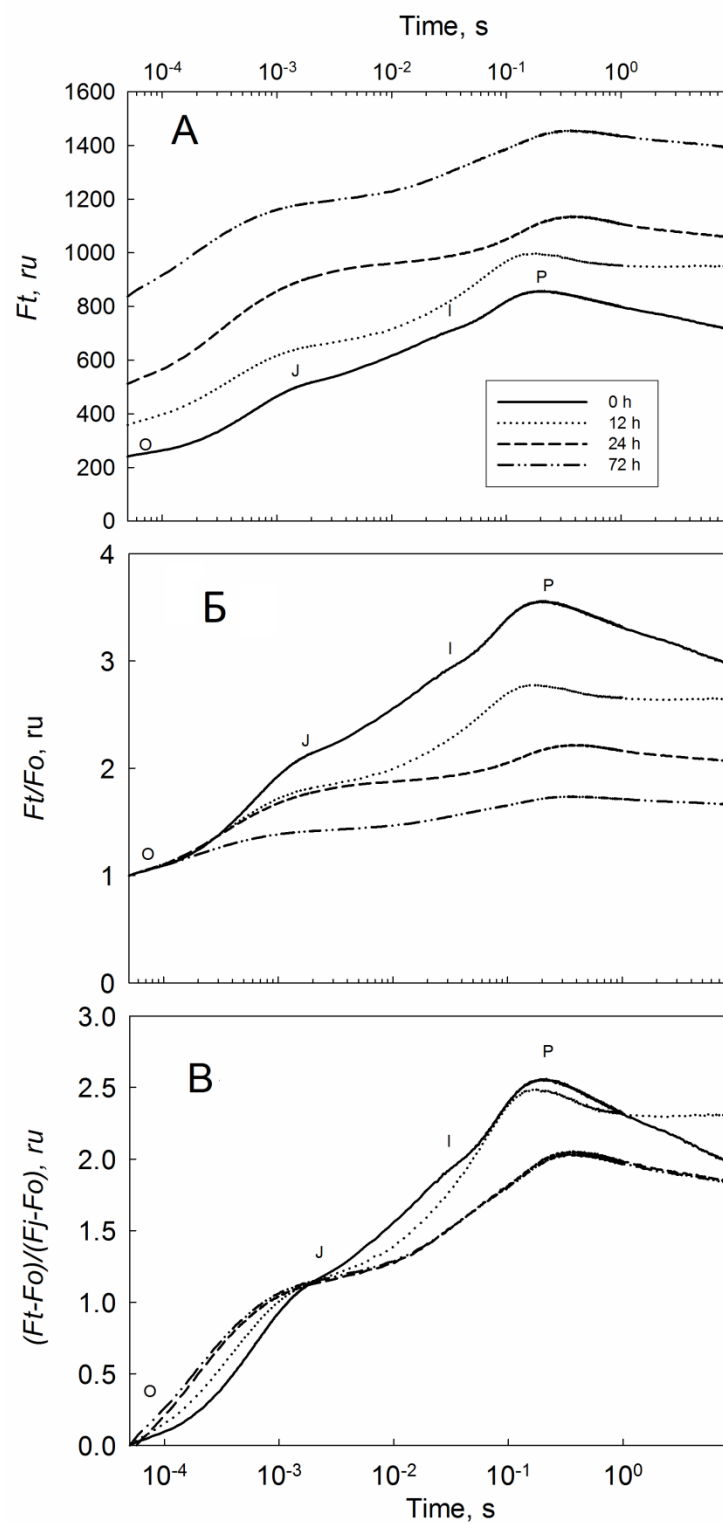 Time, s
10⁻⁴ 10⁻³ 10⁻² 10⁻¹ 10⁰
1600
1400
1200
1000
800
600
400
200
0
Ft, ru
А
O
J
I
P
0 h
12 h
24 h
72 h
4
3
2
1
0
Ft/Fo, ru
Б
O
J
I
P
3.0
2.5
2.0
1.5
1.0
0.5
0.0
(Ft-Fo)/(Fj-Fo), ru
В
O
J
I
P
10⁻⁴ 10⁻³ 10⁻² 10⁻¹ 10⁰
Time, s